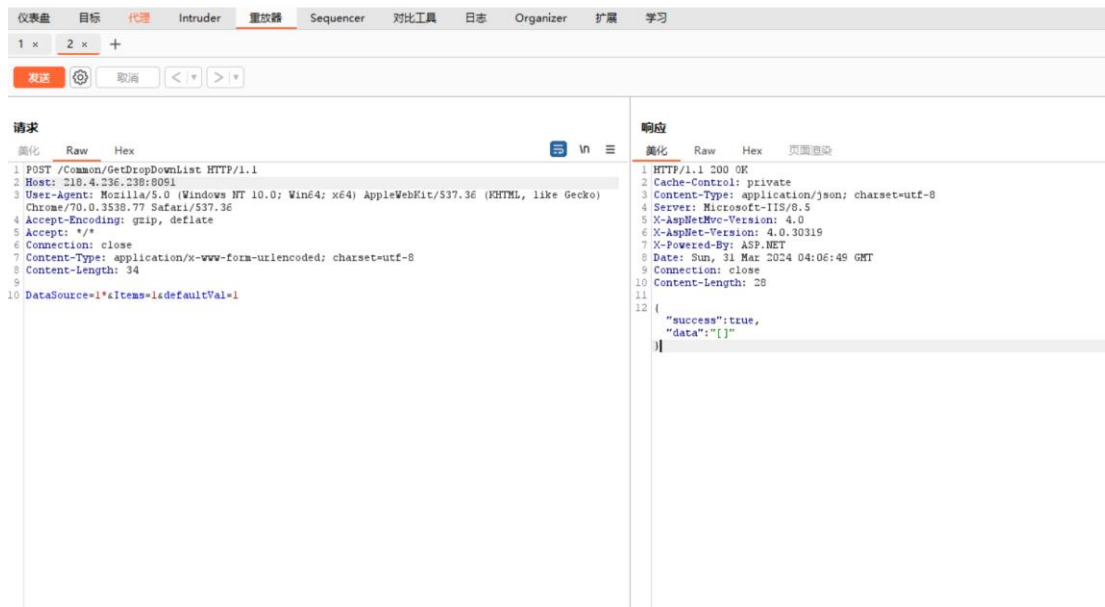 仪表盘 目标 代理 Intruder 重放器 Sequencer 对比工具 日志 Organizer 扩展 学习
1 × 2 × +
发送 取消 < > 
请求
美化 Raw Hex \n
1 POST /Common/GetDropDownList HTTP/1.1
2 Host: 218.4.236.238:8091
3 User-Agent: Mozilla/5.0 (Windows NT 10.0; Win64; x64) AppleWebKit/537.36 (KHTML, like Gecko)
Chrome/70.0.3538.77 Safari/537.36
4 Accept-Encoding: gzip, deflate
5 Accept: */*
6 Connection: close
7 Content-Type: application/x-www-form-urlencoded; charset=utf-8
8 Content-Length: 34
9
10 DataSource=1*&Items=1&defaultVal=1
响应
美化 Raw Hex 页面渲染
1 HTTP/1.1 200 OK
2 Cache-Control: private
3 Content-Type: application/json; charset=utf-8
4 Server: Microsoft-IIS/8.5
5 X-AspNetMvc-Version: 4.0
6 X-AspNet-Version: 4.0.30319
7 X-Powered-By: ASP.NET
8 Date: Sun, 31 Mar 2024 04:06:49 GMT
9 Connection: close
10 Content-Length: 28
11
12 {
"success":true,
"data":"[]"
}